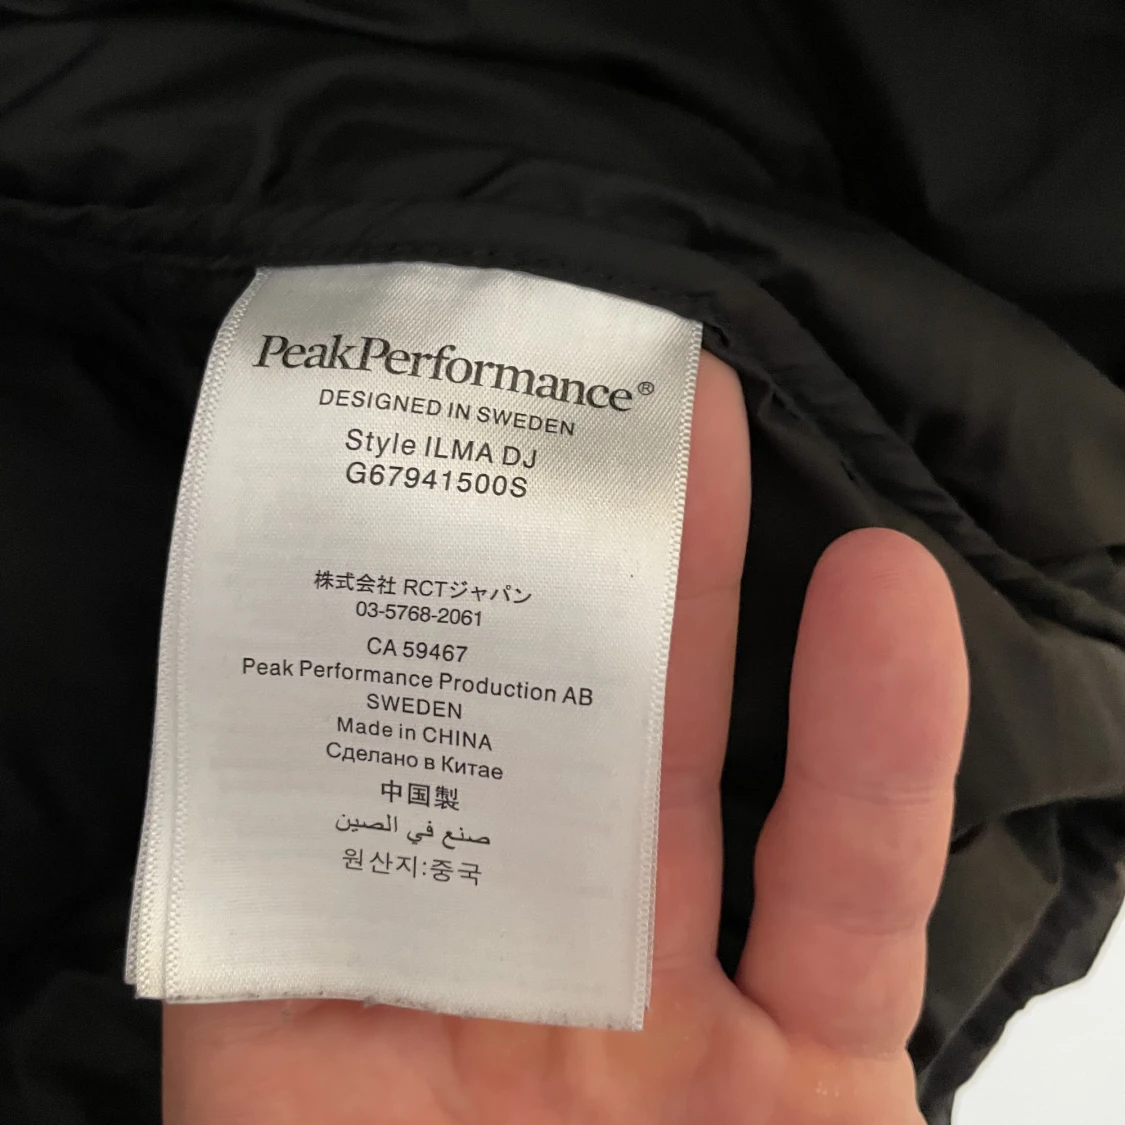 PeakPerformance®
DESIGNED IN SWEDEN
Style ILMA DJ
G67941500S
株式会社 RCTジャパン
03-5768-2061
CA 59467
Peak Performance Production AB
SWEDEN
Made in CHINA
Сделано в Китае
中国製
صنع في الصين
원산지:중국